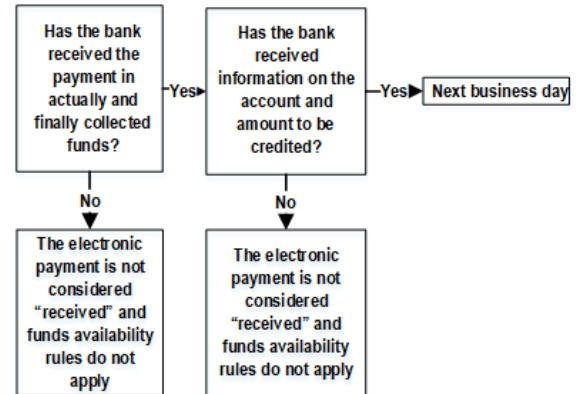 Has the bank
received the
payment in
actually and
finally collected
funds?
Yes
Has the bank
received
information on the
account and
amount to be
credited?
Yes
Next business day
No
No
The electronic
payment is not
considered
“received” and
funds availability
rules do not
apply
The electronic
payment is not
considered
“received” and
funds availability
rules do not apply